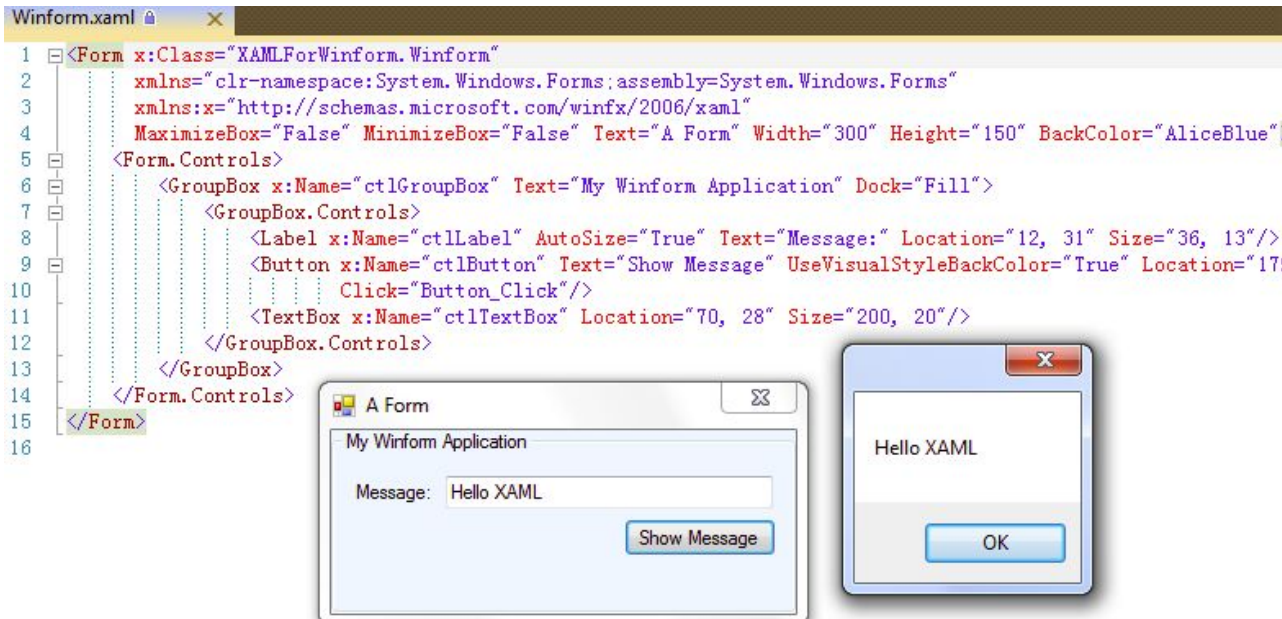 Winform.xaml
1 <Form x:Class="XAMLForWinform.Winform"
2 xmlns="clr-namespace:System.Windows.Forms;assembly=System.Windows.Forms"
3 xmlns:x="http://schemas.microsoft.com/winfx/2006/xaml"
4 MaximizeBox="False" MinimizeBox="False" Text="A Form" Width="300" Height="150" BackColor="AliceBlue"
5 <Form.Controls>
6 <GroupBox x:Name="ctlGroupBox" Text="My Winform Application" Dock="Fill">
7 <GroupBox.Controls>
8 <Label x:Name="ctlLabel" AutoSize="True" Text="Message:" Location="12, 31" Size="36, 13"/>
9 <Button x:Name="ctlButton" Text="Show Message" UseVisualStyleBackColor="True" Location="175
10 Click="Button_Click"/>
11 <TextBox x:Name="ctlTextBox" Location="70, 28" Size="200, 20"/>
12 </GroupBox.Controls>
13 </GroupBox>
14 </Form.Controls>
15 </Form>
16
A Form
My Winform Application
Message: Hello XAML
Show Message
Hello XAML
OK